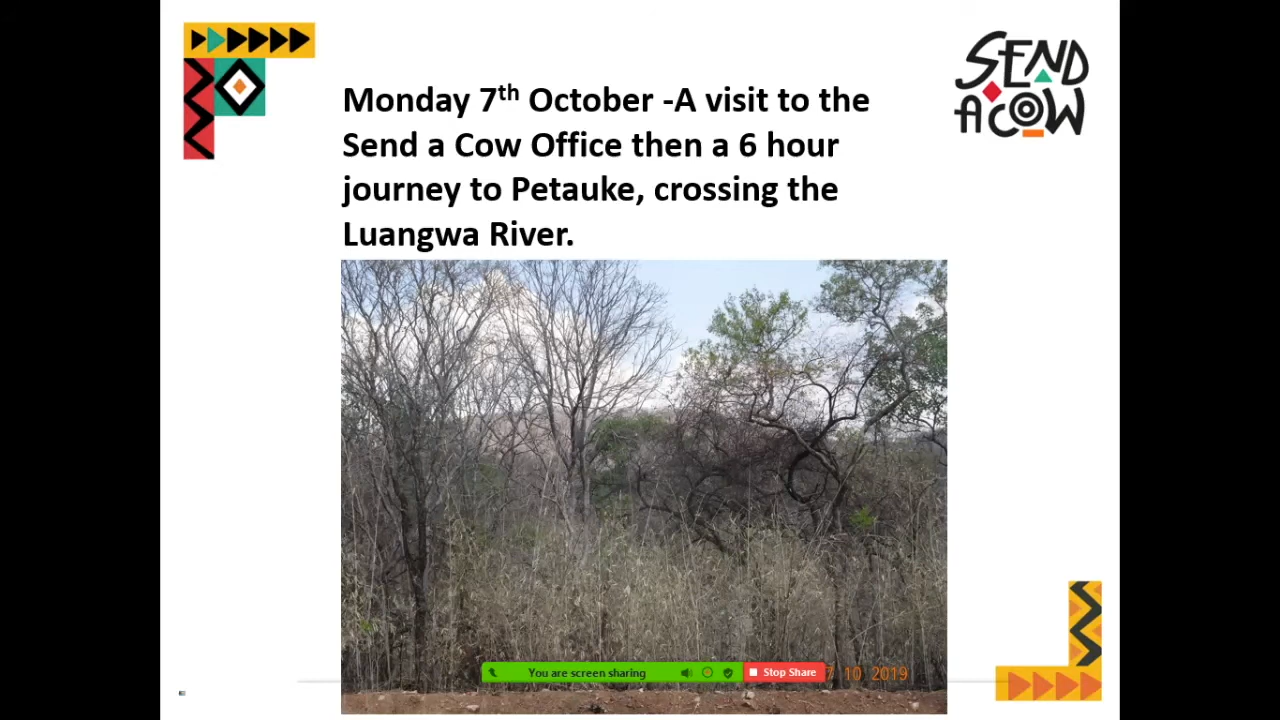 SEND
A COW
Monday 7th October -A visit to the
Send a Cow Office then a 6 hour
journey to Petauke, crossing the
Luangwa River.
You are screen sharing
Stop Share
7 10 2019